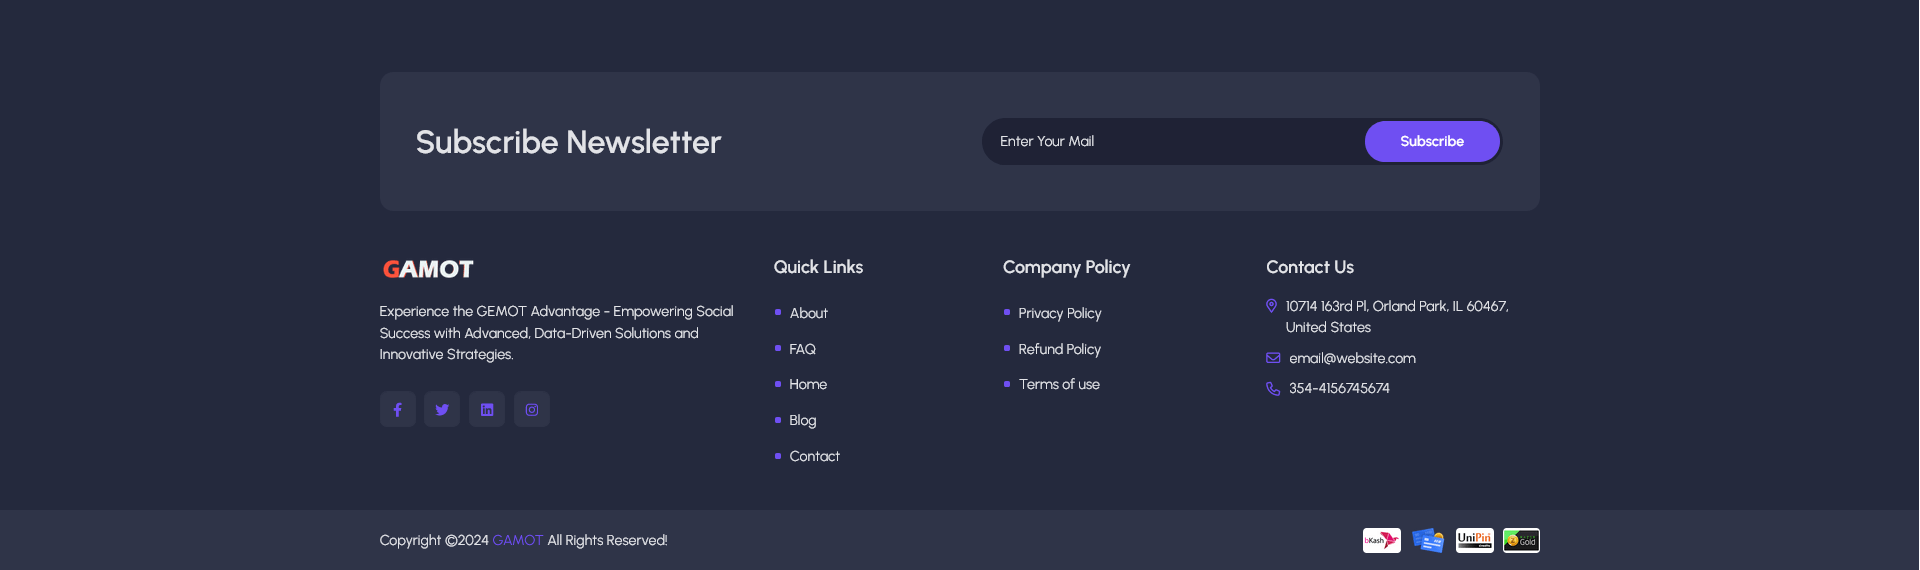 Subscribe Newsletter
Enter Your Mail
Subscribe
GAMOT
Experience the GEMOT Advantage - Empowering Social
Success with Advanced, Data-Driven Solutions and
Innovative Strategies.
Quick Links
About
FAQ
Home
Blog
Contact
Company Policy
Privacy Policy
Refund Policy
Terms of use
Contact Us
10714 163rd Pl, Orland Park, IL 60467,
United States
email@website.com
354-4156745674
Copyright ©2024 GAMOT All Rights Reserved!
bKash
UniPin
Gold